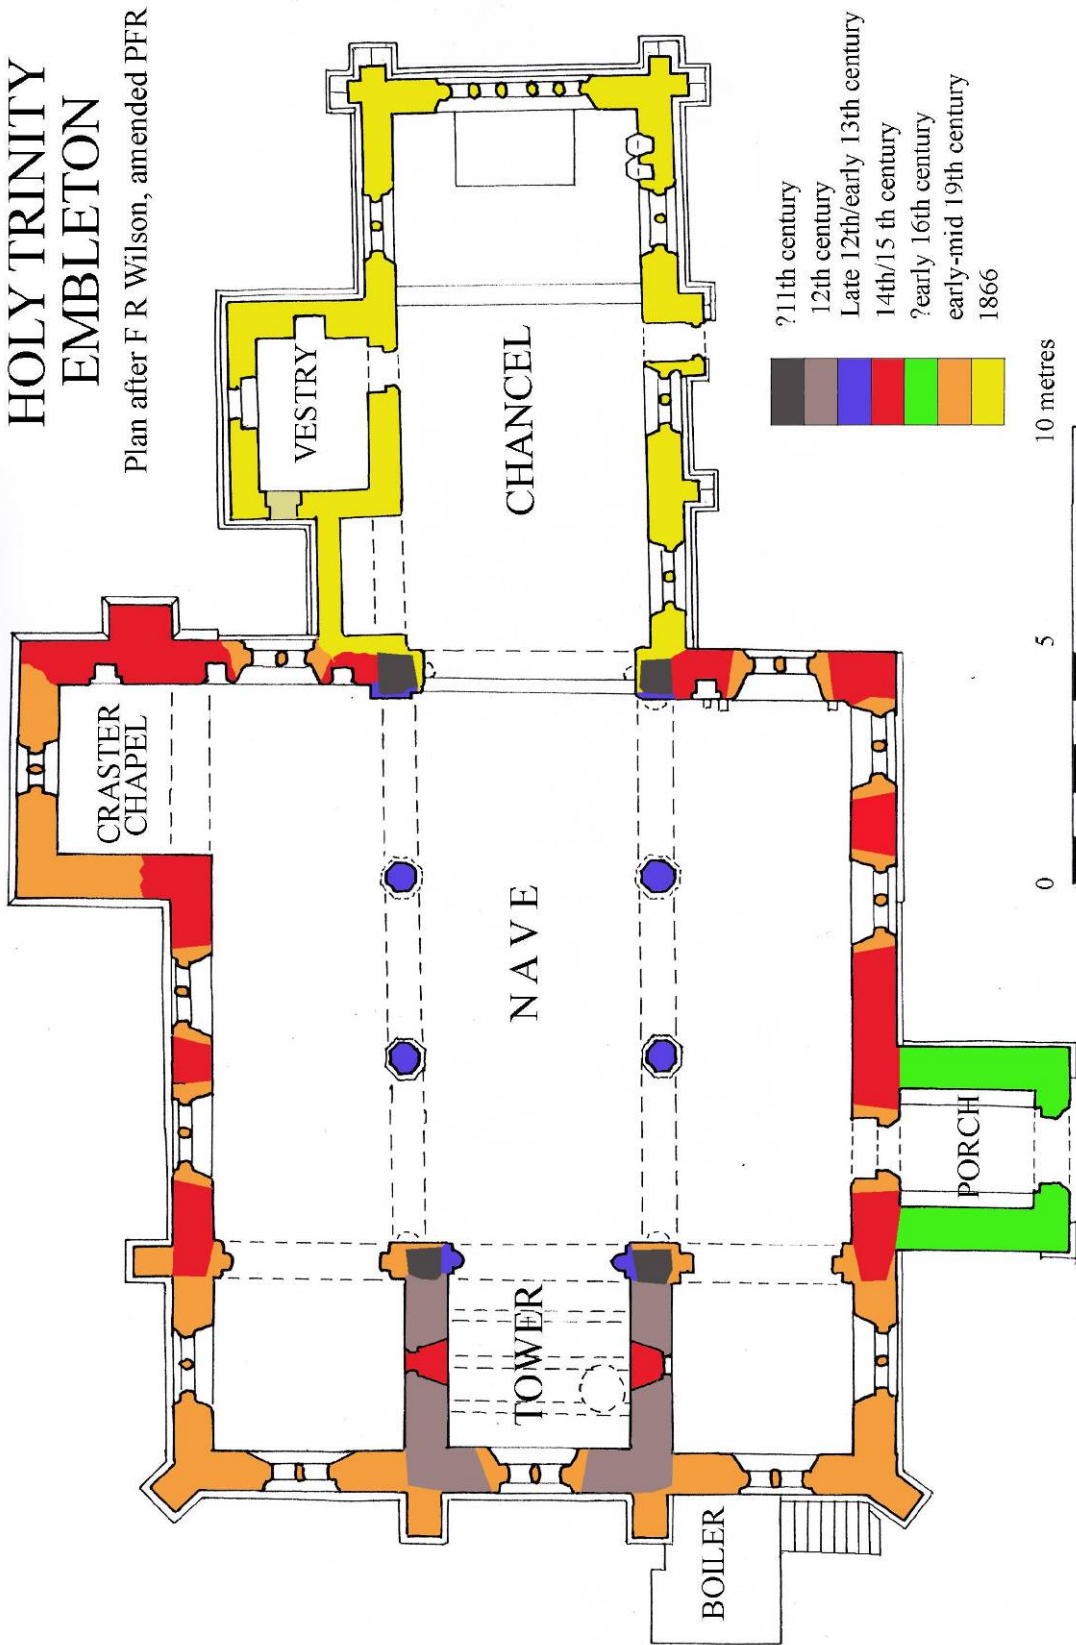 HOLY TRINITY
EMBLETON
Plan after F R Wilson, amended PFR
VESTRY
CHANCEL
CRASTER
CHAPEL
NAVE
TOWER
PORCH
BOILER
?11th century
12th century
Late 12th/early 13th century
14th/15 th century
?early 16th century
early-mid 19th century
1866
0
5
10 metres